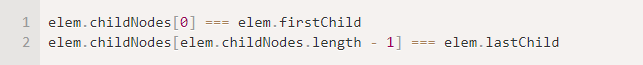 1 elem.childNodes[0] === elem.firstChild
2 elem.childNodes[elem.childNodes.length - 1] === elem.lastChild